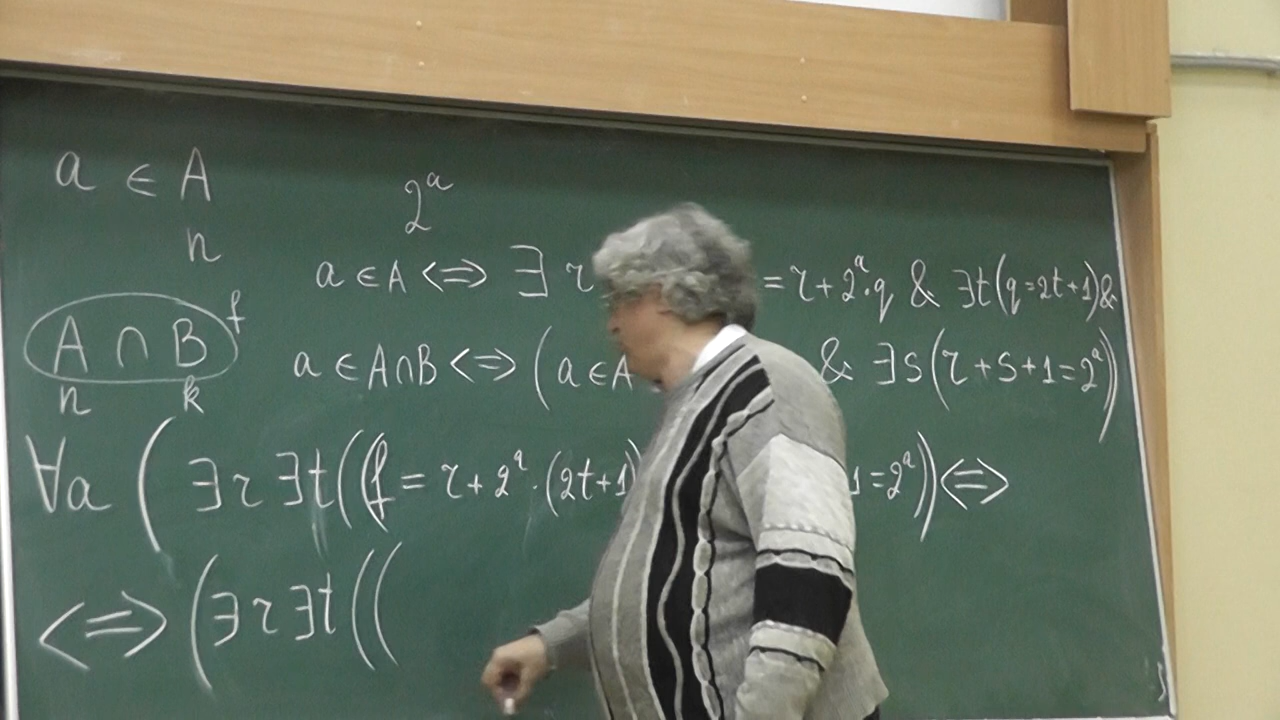 a ∈ A
2^a
n
a ∈ A <=> ∃ r = r + 2^a · q & ∃t(q = 2t + 1) &
A ∩ B f
a ∈ A∩B <=> (a ∈ A & ∃s(r + s + 1 = 2^a))
n k
∀a (∃r ∃t((f = r + 2^a · (2t + 1) 1 = 2^a)) <=>
<=> (∃r ∃t((